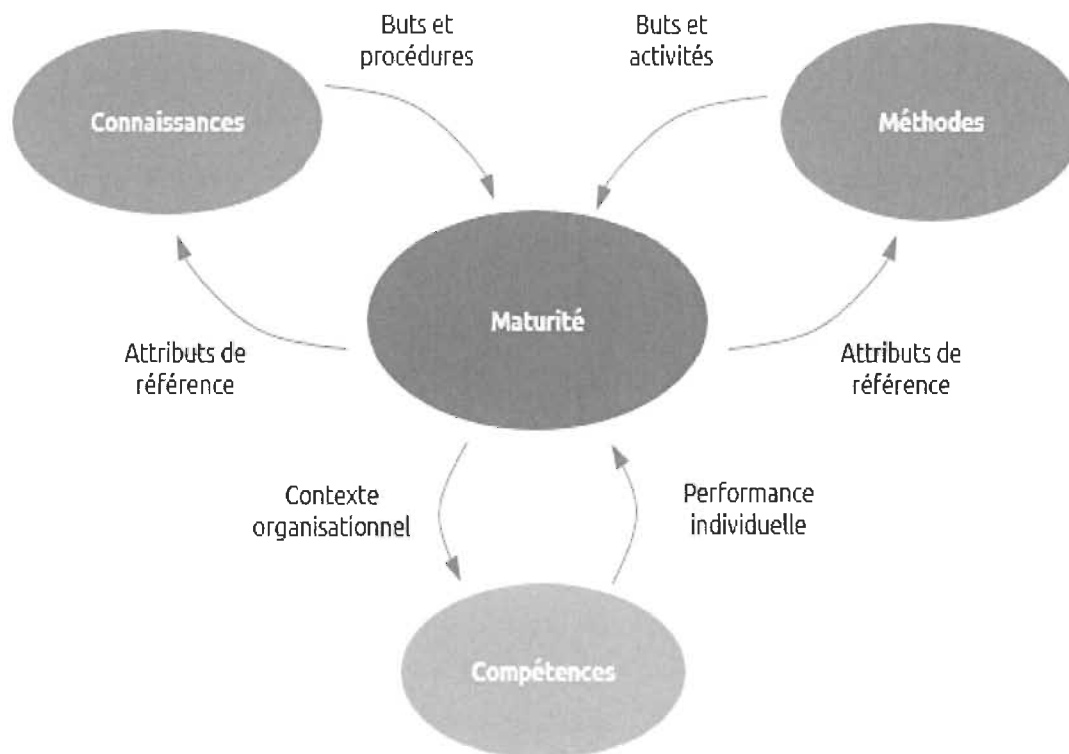 Buts et
procédures
Buts et
activités
Connaissances
Méthodes
Maturité
Attributs de
référence
Attributs de
référence
Contexte
organisationnel
Performance
individuelle
Compétences